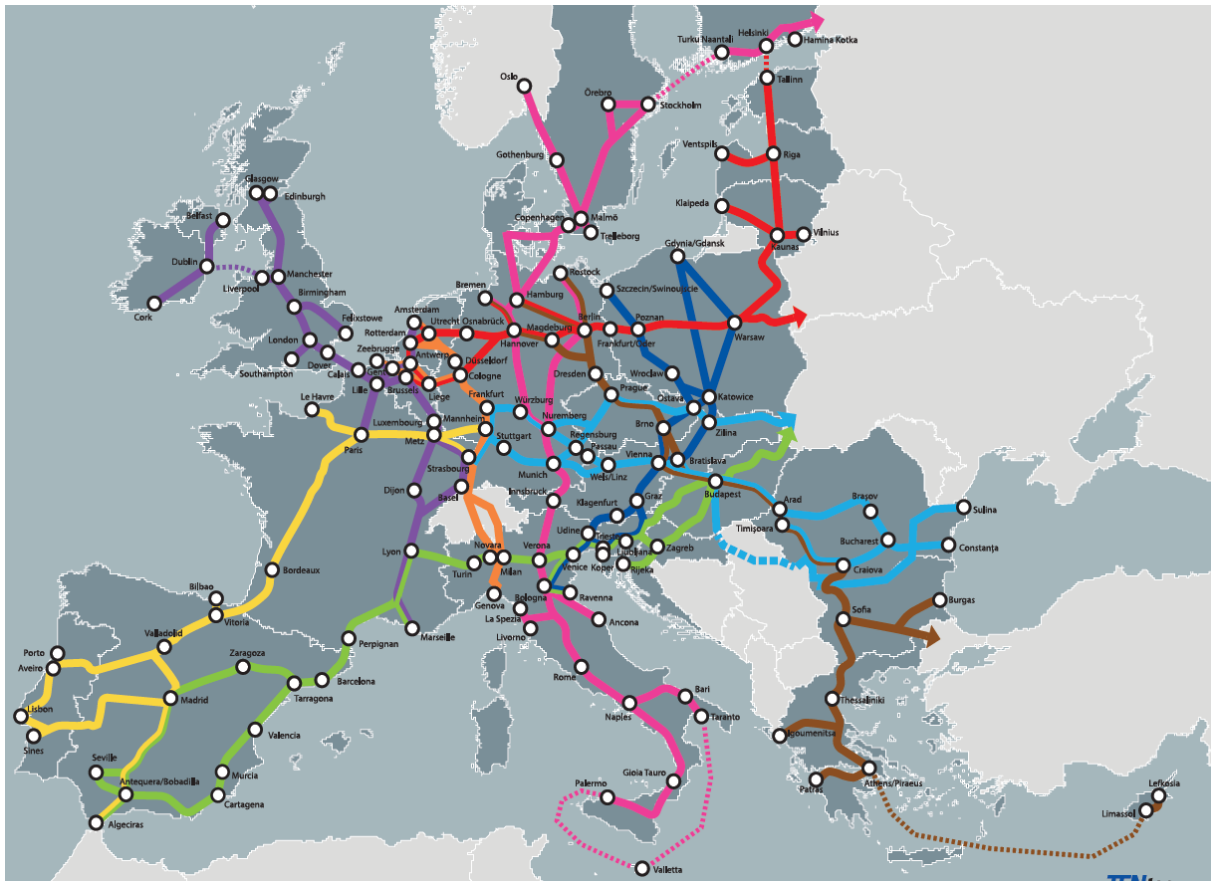 Helsinki
Turku Naantali
Hamina Kotka
Oslo
Tallinn
Örebro
Stockholm
Ventspils
Riga
Gothenburg
Glasgow
Edinburgh
Klaipeda
Belfast
Copenhagen
Malmö
Trelleborg
Kaunas
Vilnius
Gdynia/Gdansk
Dublin
Manchester
Rostock
Liverpool
Bremen
Szczecin/Swinoujscie
Birmingham
Hamburg
Cork
Amsterdam
Felixstowe
Utrecht
Osnabrück
Magdeburg
Berlin
Poznan
Rotterdam
London
Zeebrugge
Hannover
Frankfurt/Oder
Warsaw
Dover
Antwerp
Düsseldorf
Southampton
Calais
Gent
Cologne
Dresden
Wroclaw
Lille
Brussels
Liege
Prague
Le Havre
Frankfurt
Würzburg
Ostava
Katowice
Luxembourg
Mannheim
Nuremberg
Brno
Zilina
Paris
Metz
Stuttgart
Regensburg
Passau
Strasbourg
Munich
Wels/Linz
Vienna
Bratislava
Dijon
Basel
Innsbruck
Budapest
Klagenfurt
Graz
Arad
Braşov
Sulina
Udine
Timişoara
Lyon
Novara
Verona
Trieste
Ljubljana
Zagreb
Bucharest
Constanţa
Turin
Milan
Venice
Koper
Rijeka
Craiova
Bordeaux
Genova
Bologna
Ravenna
Bilbao
La Spezia
Sofia
Burgas
Vitoria
Livorno
Ancona
Marseille
Valladolid
Perpignan
Porto
Aveiro
Zaragoza
Rome
Barcelona
Madrid
Tarragona
Bari
Lisbon
Naples
Taranto
Thessaliniki
Sines
Valencia
Igoumenitsa
Seville
Antequera/Bobadilla
Murcia
Gioia Tauro
Palermo
Patras
Athens/Piraeus
Lefkosia
Cartagena
Limassol
Algeciras
Valletta